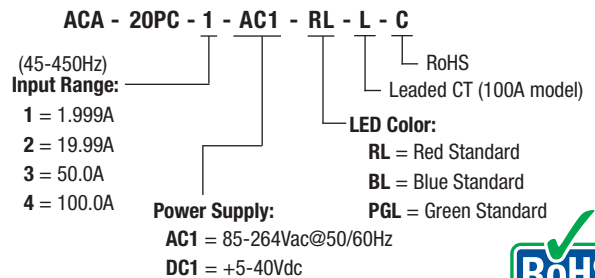 ACA - 20PC - 1 - AC1 - RL - L - C
RoHS
Leaded CT (100A model)
(45-450Hz)
Input Range:
1 = 1.999A
2 = 19.99A
3 = 50.0A
4 = 100.0A
LED Color:
RL = Red Standard
BL = Blue Standard
PGL = Green Standard
Power Supply:
AC1 = 85-264Vac@50/60Hz
DC1 = +5-40Vdc
RoHS